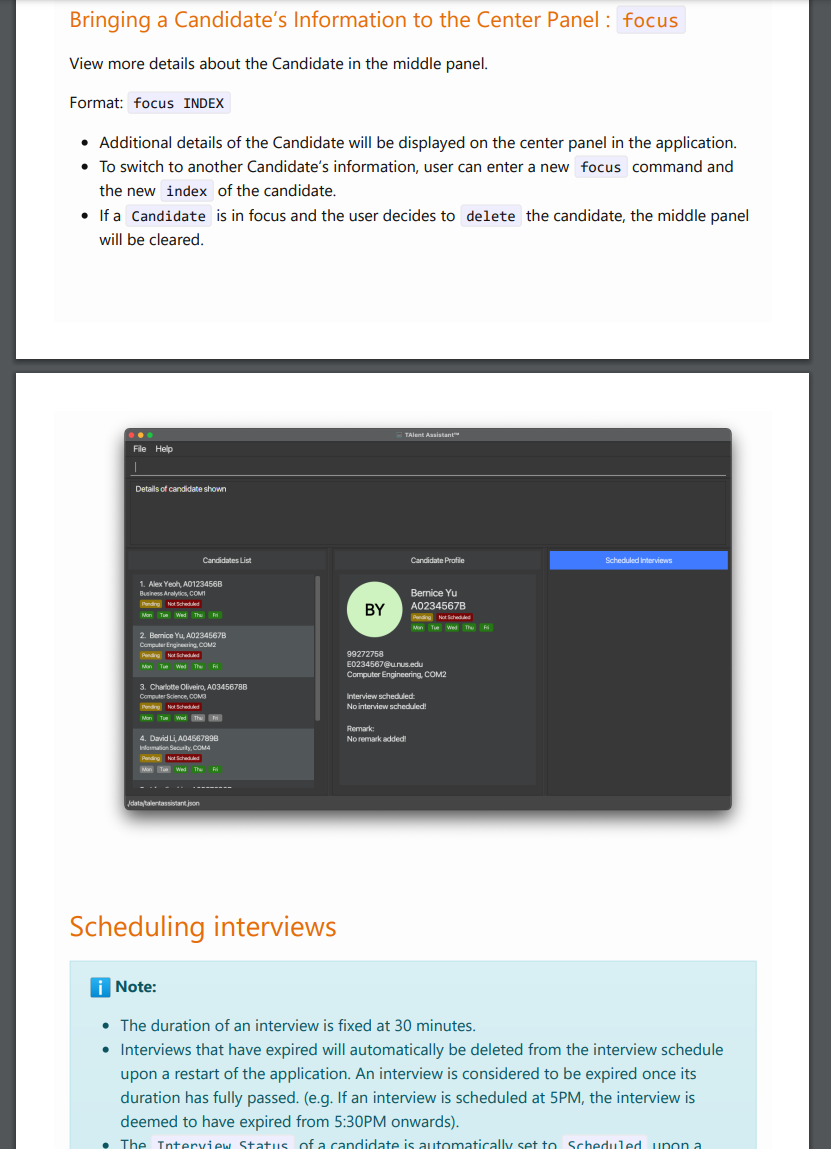 Bringing a Candidate’s Information to the Center Panel : focus
View more details about the Candidate in the middle panel.
Format: focus INDEX
• Additional details of the Candidate will be displayed on the center panel in the application.
• To switch to another Candidate’s information, user can enter a new focus command and
the new index of the candidate.
• If a Candidate is in focus and the user decides to delete the candidate, the middle panel
will be cleared.
TAlent Assistant™
File Help
Details of candidate shown
Candidates List
1. Alex Yeoh, A0123456B
Business Analytics, COM1
Pending Not Scheduled
Mon Tue Wed Thu Fri
2. Bernice Yu, A0234567B
Computer Engineering, COM2
Pending Not Scheduled
Mon Tue Wed Thu Fri
3. Charlotte Oliveiro, A0345678B
Computer Science, COM3
Pending Not Scheduled
Mon Tue Wed Thu Fri
4. David Li, A0456789B
Information Security, COM4
Pending Not Scheduled
Mon Tue Wed Thu Fri
Candidate Profile
BY
Bernice Yu
A0234567B
Pending Not Scheduled
Mon Tue Wed Thu Fri
99272758
E0234567@u.nus.edu
Computer Engineering, COM2
Interview scheduled:
No interview scheduled!
Remark:
No remark added!
Scheduled Interviews
./data/talentassistant.json
Scheduling interviews
Note:
• The duration of an interview is fixed at 30 minutes.
• Interviews that have expired will automatically be deleted from the interview schedule
upon a restart of the application. An interview is considered to be expired once its
duration has fully passed. (e.g. If an interview is scheduled at 5PM, the interview is
deemed to have expired from 5:30PM onwards).
• The Interview Status of a candidate is automatically set to Scheduled upon a